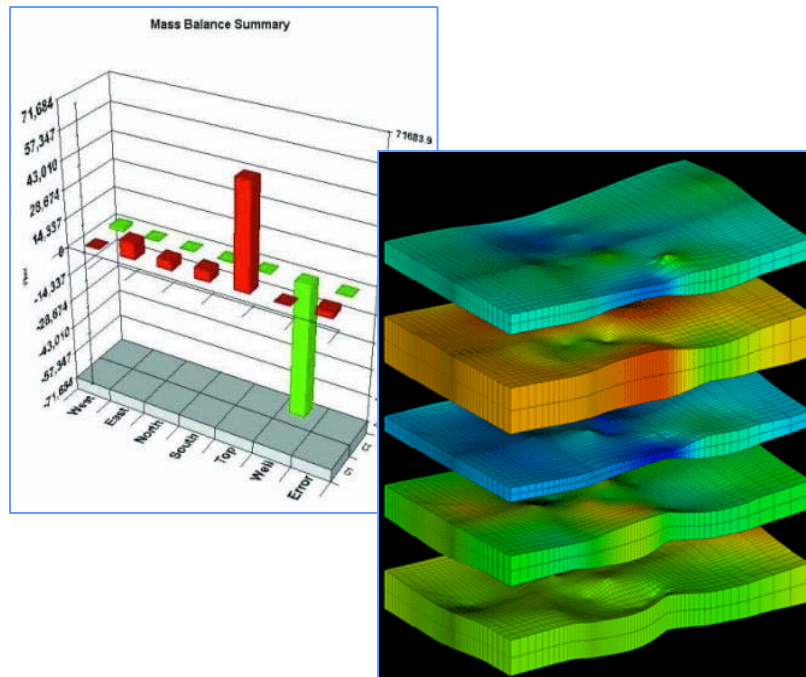 Mass Balance Summary
71,684
57,347
43,010
28,674
14,337
0
-14,337
-28,674
-43,010
-57,347
-71,684
71683.9
West
East
North
South
Top
Well
Error